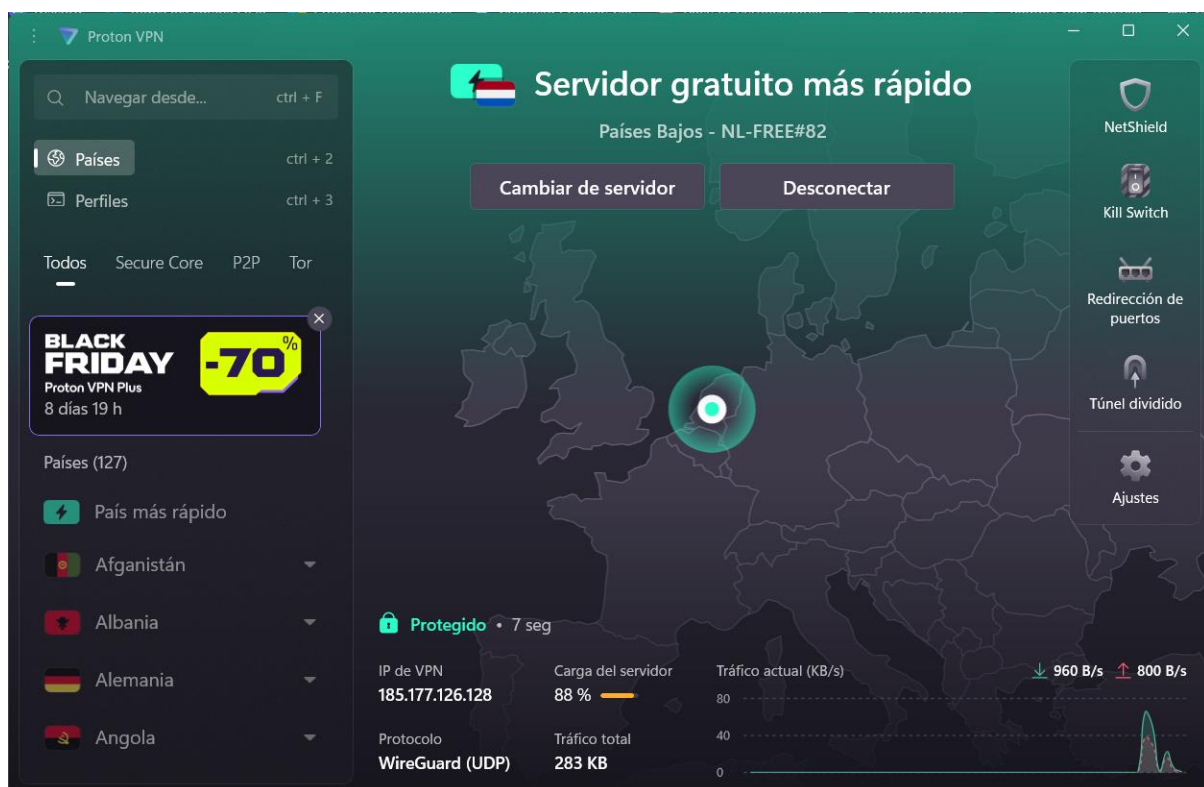 Proton VPN
Navegar desde... ctrl + F
Países ctrl + 2
Perfiles ctrl + 3
Todos Secure Core P2P Tor
BLACK
FRIDAY
-70%
Proton VPN Plus
8 días 19 h
Países (127)
País más rápido
Afganistán
Albania
Alemania
Angola
Servidor gratuito más rápido
Países Bajos - NL-FREE#82
Cambiar de servidor Desconectar
Protegido • 7 seg
IP de VPN
185.177.126.128
Carga del servidor
88 %
Protocolo
WireGuard (UDP)
Tráfico total
283 KB
Tráfico actual (KB/s)
960 B/s 800 B/s
80
40
0
NetShield
Kill Switch
Redirección de
puertos
Túnel dividido
Ajustes